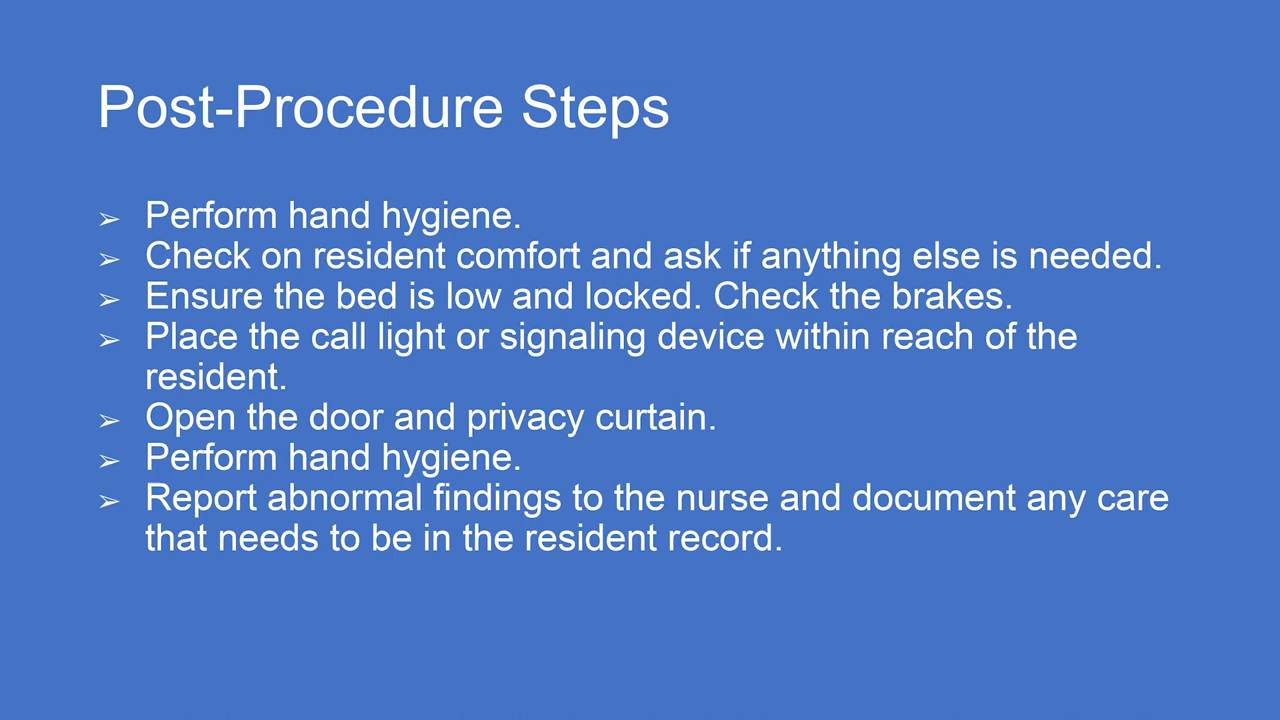 Post-Procedure Steps
➢ Perform hand hygiene.
➢ Check on resident comfort and ask if anything else is needed.
➢ Ensure the bed is low and locked. Check the brakes.
➢ Place the call light or signaling device within reach of the
resident.
➢ Open the door and privacy curtain.
➢ Perform hand hygiene.
➢ Report abnormal findings to the nurse and document any care
that needs to be in the resident record.